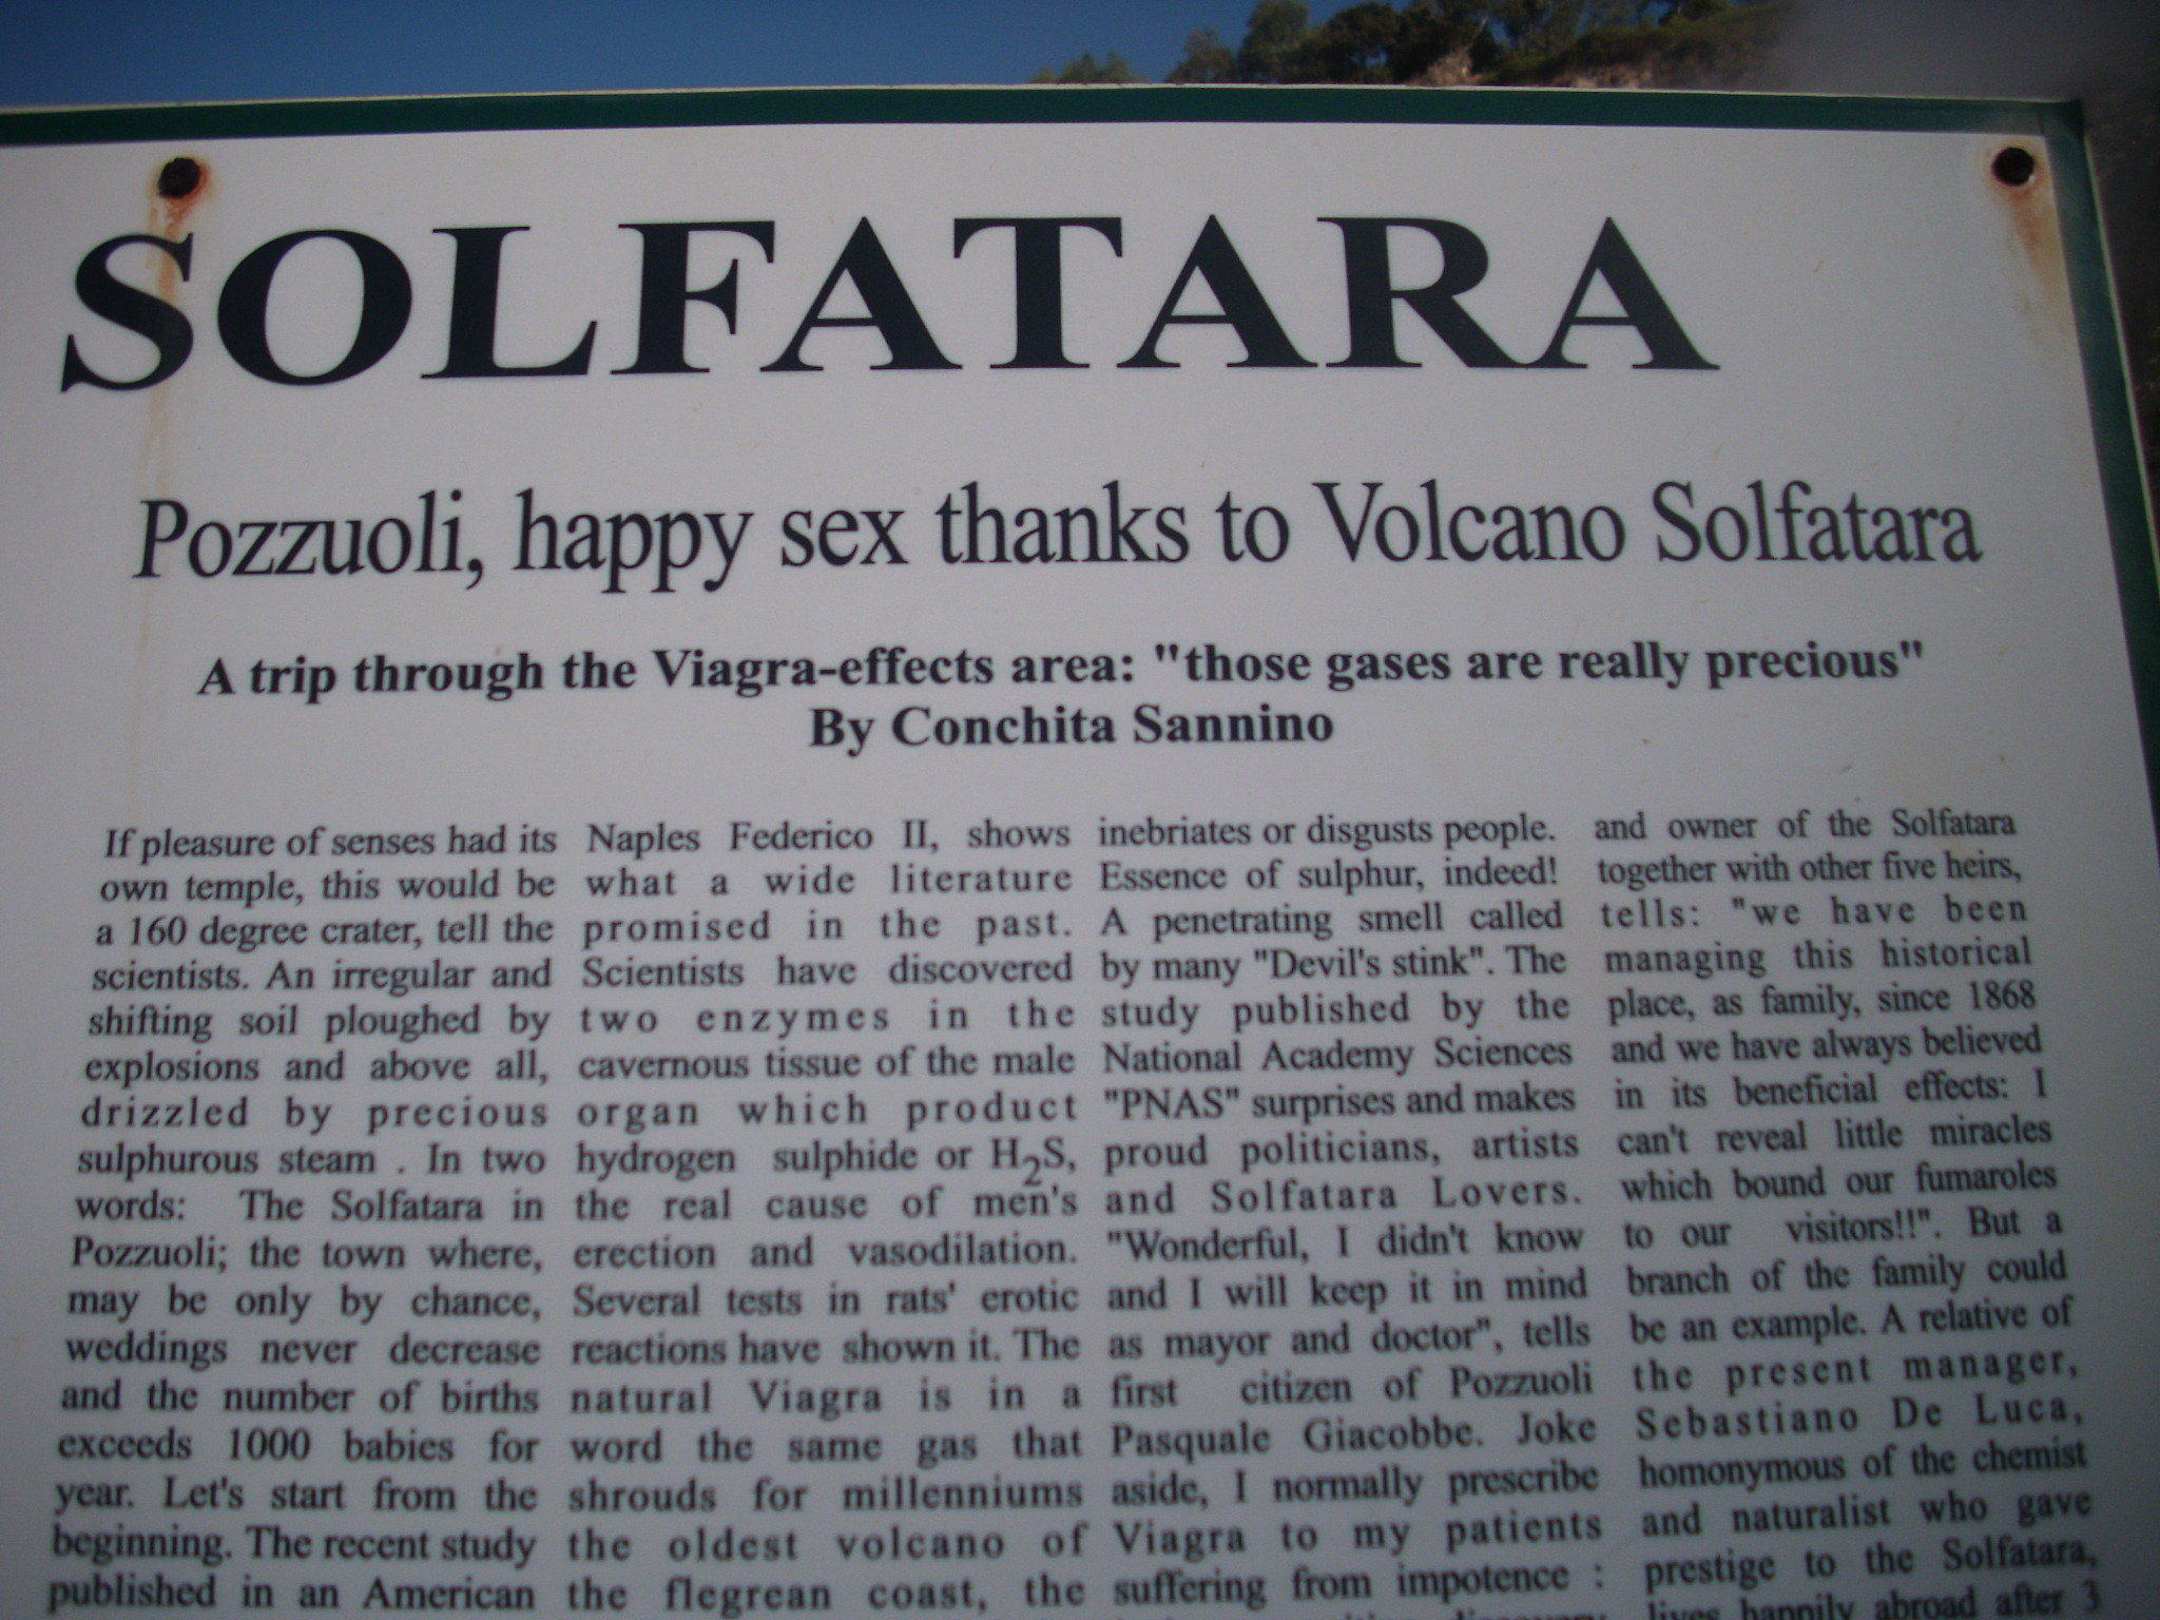 SOLFATARA
Pozzuoli, happy sex thanks to Volcano Solfatara
A trip through the Viagra-effects area: "those gases are really precious"
By Conchita Sannino
If pleasure of senses had its
own temple, this would be
a 160 degree crater, tell the
scientists. An irregular and
shifting soil ploughed by
explosions and above all,
drizzled by precious
sulphurous steam . In two
words: The Solfatara in
Pozzuoli; the town where,
may be only by chance,
weddings never decrease
and the number of births
exceeds 1000 babies for
year. Let's start from the
beginning. The recent study
published in an American
Naples Federico II, shows
what a wide literature
promised in the past.
Scientists have discovered
two enzymes in the
cavernous tissue of the male
organ which product
hydrogen sulphide or H2S,
the real cause of men's
erection and vasodilation.
Several tests in rats' erotic
reactions have shown it. The
natural Viagra is in a
word the same gas that
shrouds for millenniums
the oldest volcano of
the flegrean coast, the
inebriates or disgusts people.
Essence of sulphur, indeed!
A penetrating smell called
by many "Devil's stink". The
study published by the
National Academy Sciences
"PNAS" surprises and makes
proud politicians, artists
and Solfatara Lovers.
"Wonderful, I didn't know
and I will keep it in mind
as mayor and doctor", tells
first citizen of Pozzuoli
Pasquale Giacobbe. Joke
aside, I normally prescribe
Viagra to my patients
suffering from impotence :
and owner of the Solfatara
together with other five heirs,
tells: "we have been
managing this historical
place, as family, since 1868
and we have always believed
in its beneficial effects: I
can't reveal little miracles
which bound our fumaroles
to our visitors!!". But a
branch of the family could
be an example. A relative of
the present manager,
Sebastiano De Luca,
homonymous of the chemist
and naturalist who gave
prestige to the Solfatara,
lives happily abroad after 3